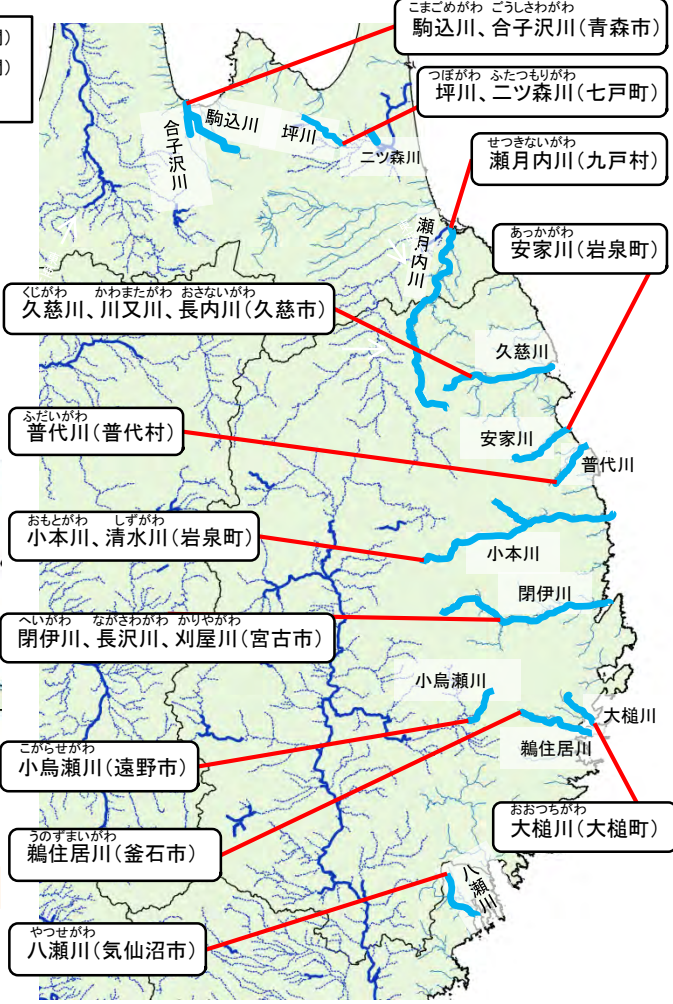 こまごめがわ ごうしさわがわ
駒込川、合子沢川(青森市)
つぼがわ ふたつもりがわ
坪川、二ツ森川(七戸町)
せつきないがわ
瀬月内川(九戸村)
あっかがわ
安家川(岩泉町)
合子沢川
駒込川
坪川
二ツ森川
瀬月内川
くじがわ かわまたがわ おさないがわ
久慈川、川又川、長内川(久慈市)
久慈川
ふだいがわ
普代川(普代村)
安家川
普代川
おもとがわ しずがわ
小本川、清水川(岩泉町)
小本川
閉伊川
へいがわ ながさわがわ かりやがわ
閉伊川、長沢川、刈屋川(宮古市)
小烏瀬川
大槌川
鵜住居川
こがらせがわ
小烏瀬川(遠野市)
おおつちがわ
大槌川(大槌町)
うのずまいがわ
鵜住居川(釜石市)
八瀬川
やつせがわ
八瀬川(気仙沼市)